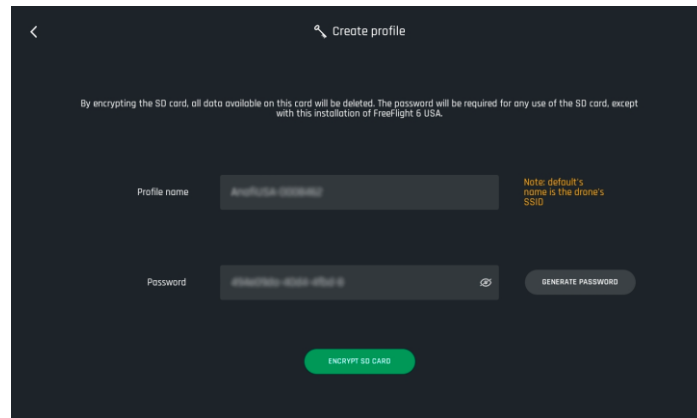 Create profile
By encrypting the SD card, all data available on this card will be deleted. The password will be required for any use of the SD card, except
with this installation of FreeFlight 6 USA.
Profile name
Note: default's
name is the drone's
SSID
Password
GENERATE PASSWORD
ENCRYPT SD CARD